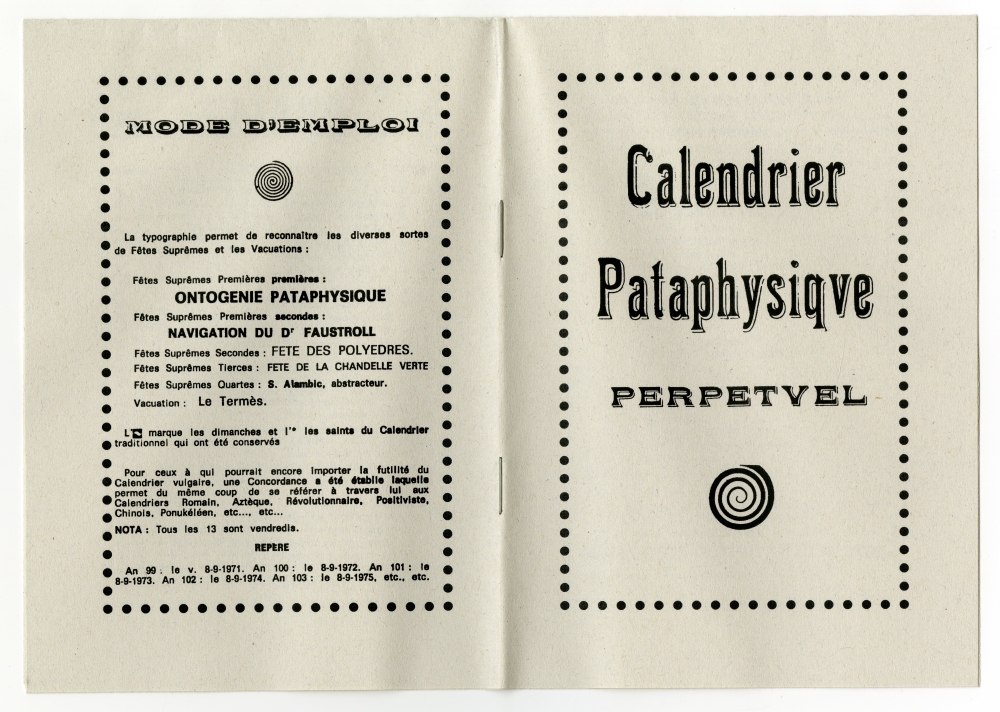 MODE D'EMPLOI
La typographie permet de reconnaître les diverses sortes
de Fêtes Suprêmes et les Vacuations :
Fêtes Suprêmes Premières premières :
ONTOGENIE PATAPHYSIQUE
Fêtes Suprêmes Premières secondes :
NAVIGATION DU Dr FAUSTROLL
Fêtes Suprêmes Secondes : FETE DES POLYEDRES.
Fêtes Suprêmes Tierces : FETE DE LA CHANDELLE VERTE
Fêtes Suprêmes Quartes : S. Alambic, abstracteur.
Vacuation : Le Termès.
L' marque les dimanches et l'* les saints du Calendrier
traditionnel qui ont été conservés
Pour ceux à qui pourrait encore importer la futilité du
Calendrier vulgaire, une Concordance a été établie laquelle
permet du même coup de se référer à travers lui aux
Calendriers Romain, Aztèque, Révolutionnaire, Positiviste,
Chinois, Ponukéléen, etc..., etc...
NOTA : Tous les 13 sont vendredis.
REPÈRE
An 99 : le v. 8-9-1971. An 100 : le 8-9-1972. An 101 : le
8-9-1973. An 102 : le 8-9-1974. An 103 : le 8-9-1975, etc., etc.
Calendrier
Pataphysiqve
PERPETVEL